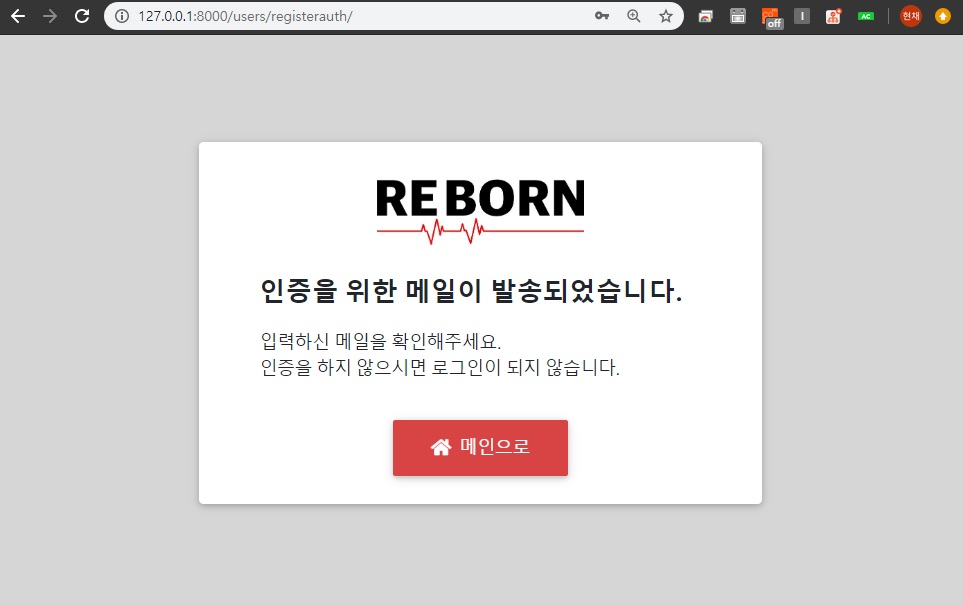 127.0.0.1:8000/users/registerauth/
off
I
AC
현채
REBORN
인증을 위한 메일이 발송되었습니다.
입력하신 메일을 확인해주세요.
인증을 하지 않으시면 로그인이 되지 않습니다.
메인으로